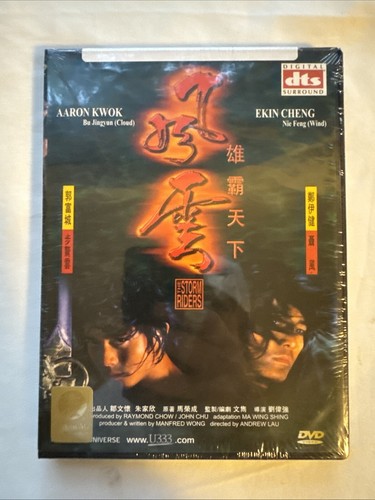 DIGITAL
dts
SURROUND
AARON KWOK
Bu Jingyun (Cloud)
EKIN CHENG
Nie Feng (Wind)
風雲
雄霸天下
郭富城
步驚雲
鄭伊健
聶風
THE STORM
RIDERS
出品人 鄒文懷 朱家欣 原著 馬榮成 監製/編劇 文雋 導演 劉偉強
produced by RAYMOND CHOW / JOHN CHU adaptation MA WING SHING
producer & written by MANFRED WONG directed by ANDREW LAU
UNIVERSE www.U333.com
DVD